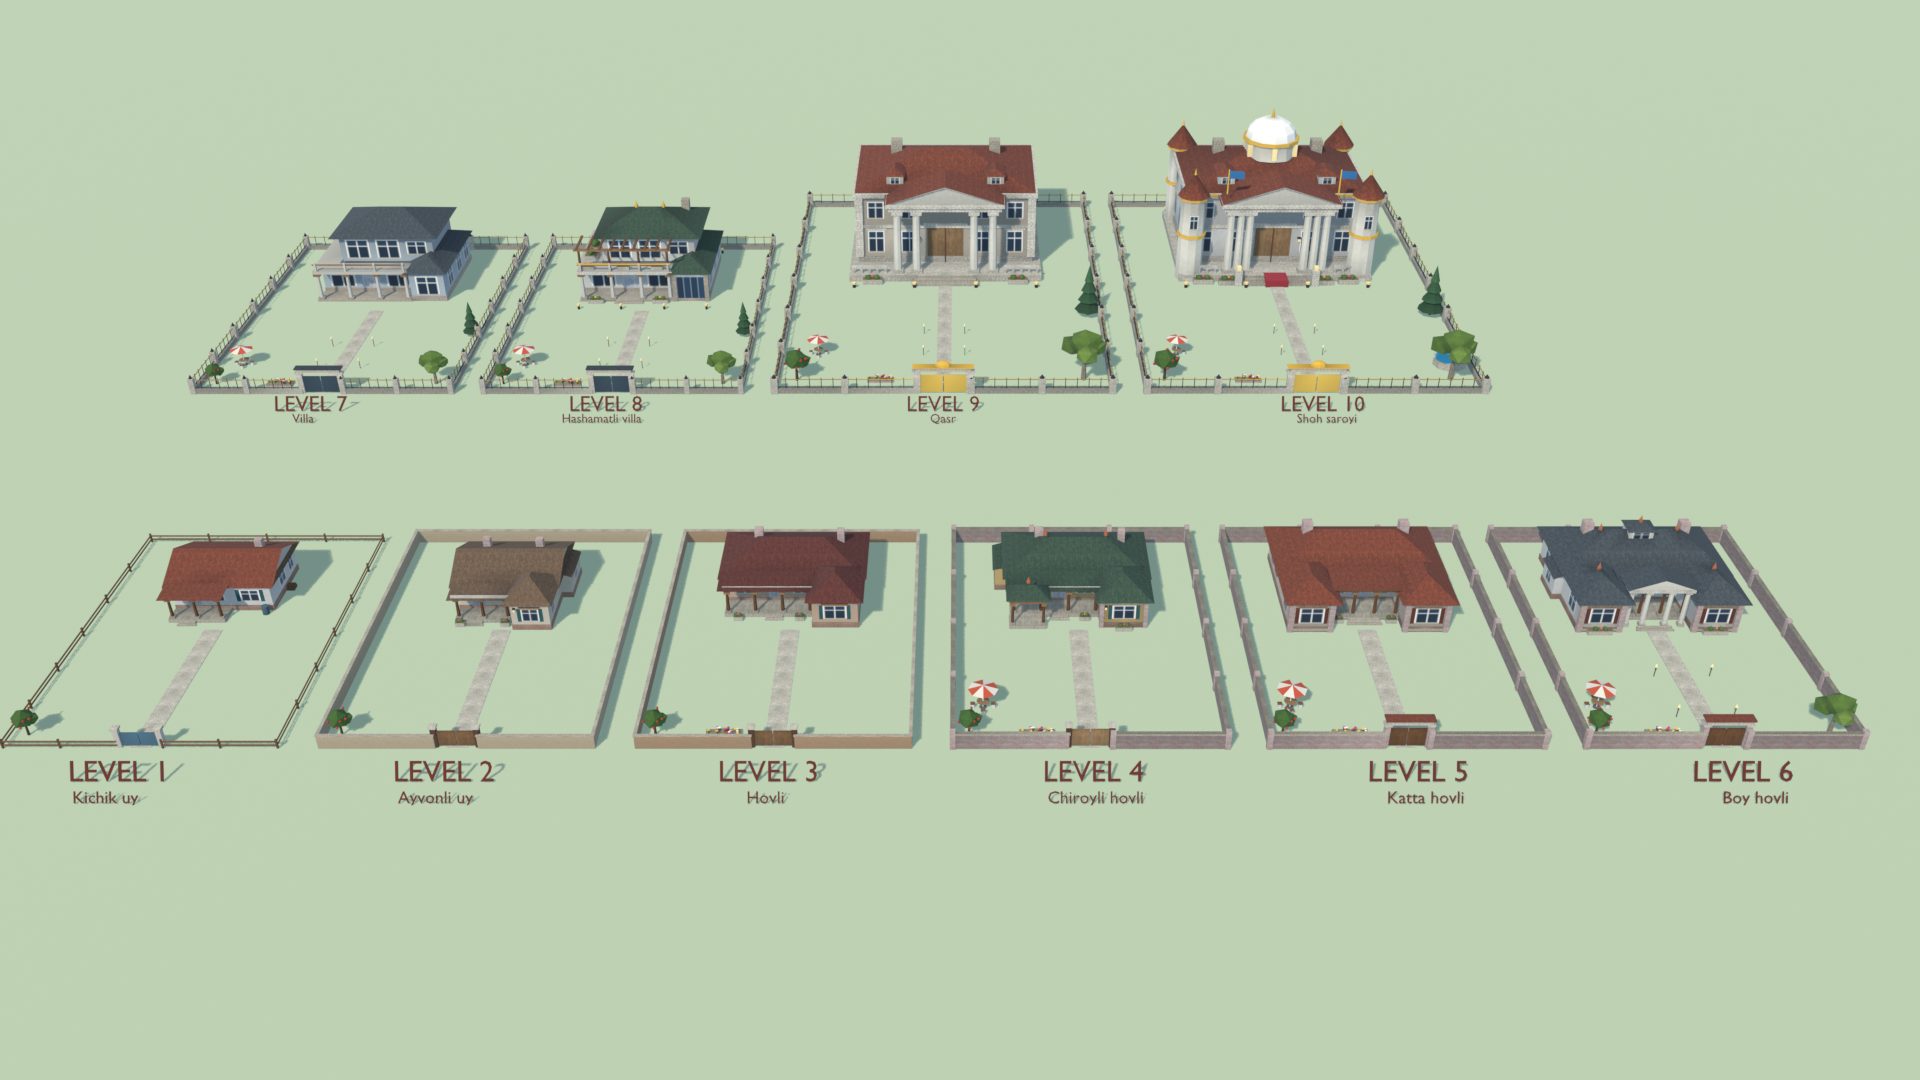 LEVEL 7
Villa
LEVEL 8
Hashamatli villa
LEVEL 9
Qasr
LEVEL 10
Shoh saroyi
LEVEL 1
Kichik uy
LEVEL 2
Ayvonli uy
LEVEL 3
Hovli
LEVEL 4
Chiroyli hovli
LEVEL 5
Katta hovli
LEVEL 6
Boy hovli